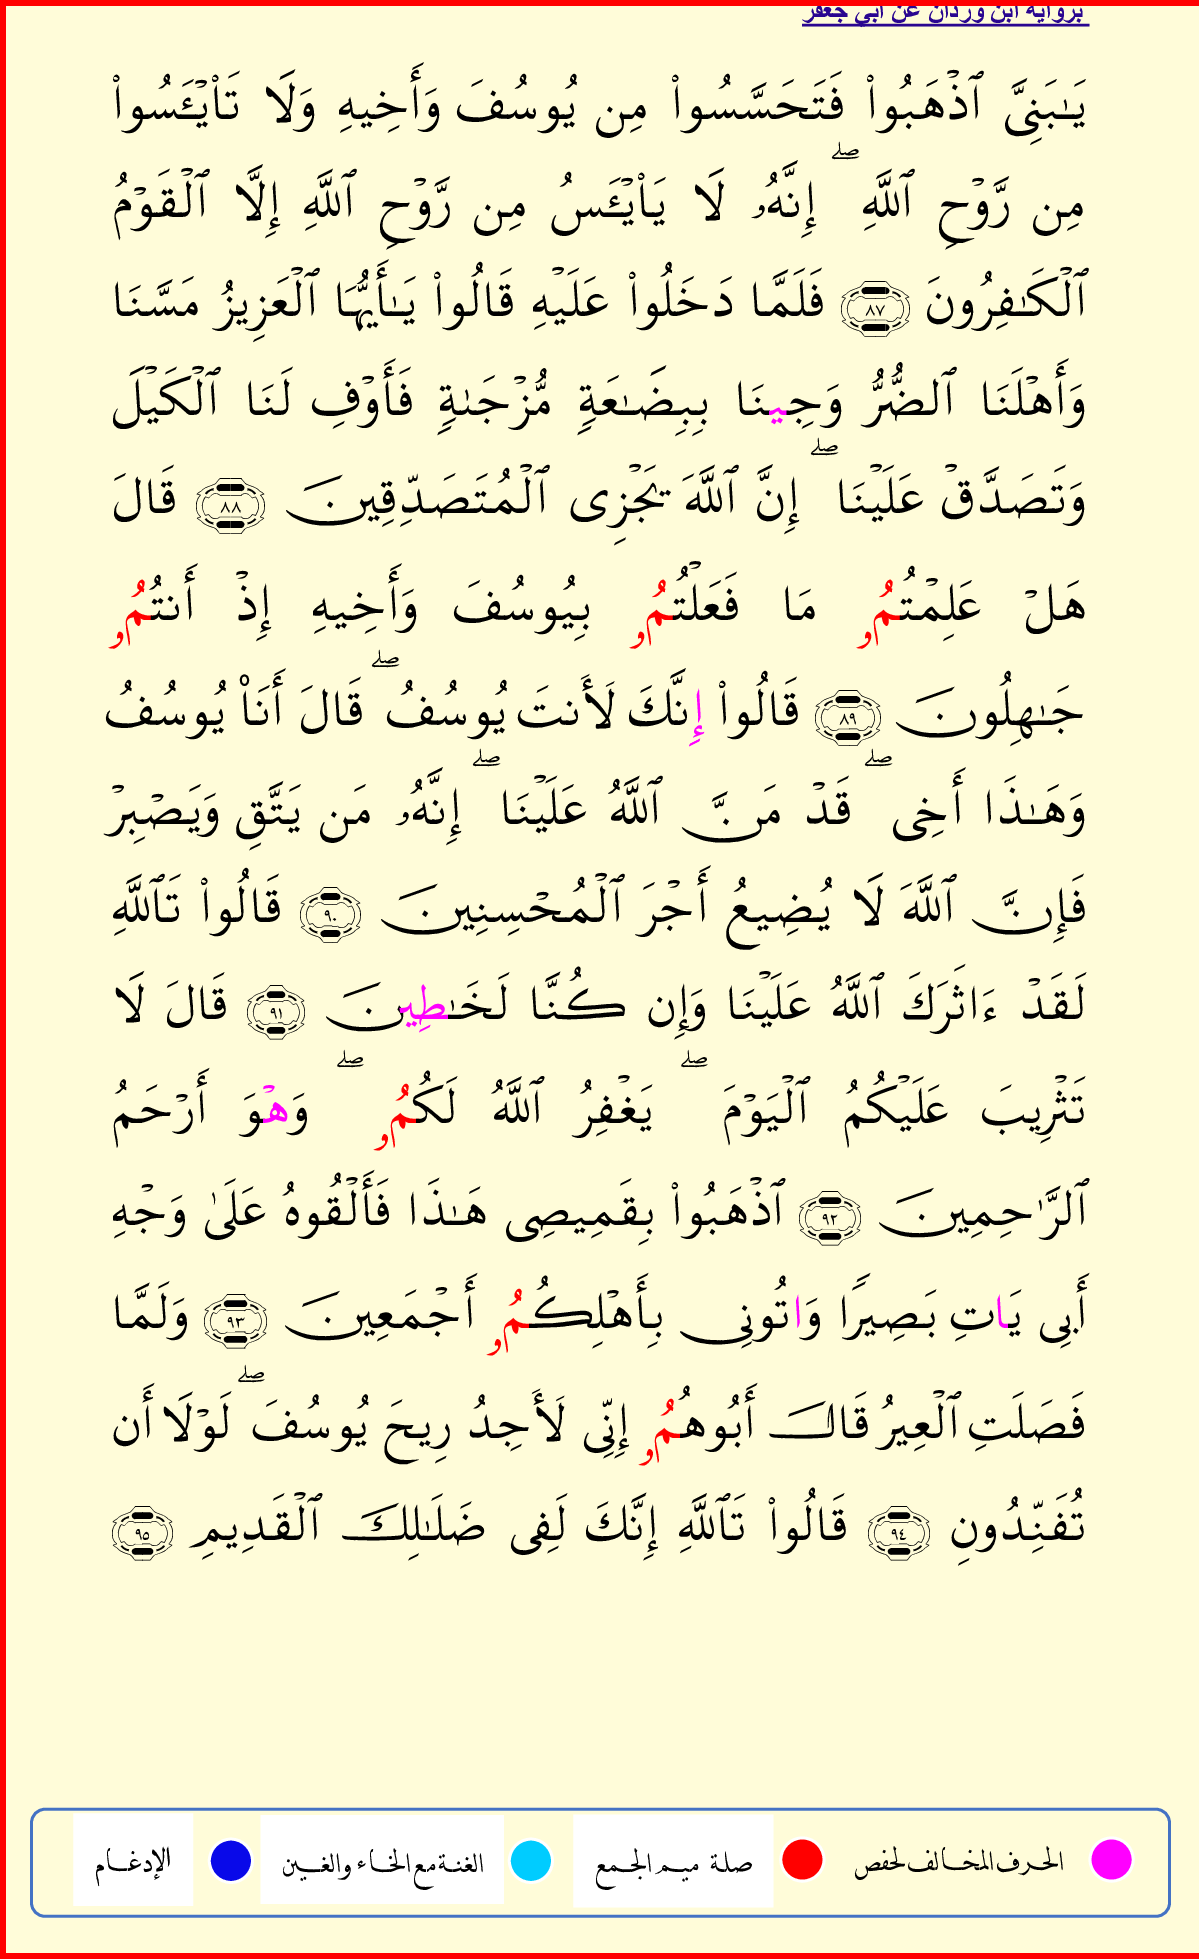 برواية ابن وردان عن أبي جعفر
يَـٰبَنِىَّ ٱذْهَبُوا۟ فَتَحَسَّسُوا۟ مِن يُوسُفَ وَأَخِيهِ وَلَا تَا۟يْـَٔسُوا۟
مِن رَّوْحِ ٱللَّهِ ۖ إِنَّهُۥ لَا يَا۟يْـَٔسُ مِن رَّوْحِ ٱللَّهِ إِلَّا ٱلْقَوْمُ
ٱلْكَـٰفِرُونَ ٨٧ فَلَمَّا دَخَلُوا۟ عَلَيْهِ قَالُوا۟ يَـٰأَيُّهَا ٱلْعَزِيزُ مَسَّنَا
وَأَهْلَنَا ٱلضُّرُّ وَجِينَا بِبِضَـٰعَةٍ مُّزْجَىٰةٍ فَأَوْفِ لَنَا ٱلْكَيْلَ
وَتَصَدَّقْ عَلَيْنَا ۖ إِنَّ ٱللَّهَ يَجْزِى ٱلْمُتَصَدِّقِينَ ٨٨ قَالَ
هَلْ عَلِمْتُمُۥ مَا فَعَلْتُمُۥ بِيُوسُفَ وَأَخِيهِ إِذْ أَنتُمُۥ
جَـٰهِلُونَ ٨٩ قَالُوا۟ إِنَّكَ لَأَنتَ يُوسُفُ ۖ قَالَ أَنَا۠ يُوسُفُ
وَهَـٰذَا أَخِى ۖ قَدْ مَنَّ ٱللَّهُ عَلَيْنَا ۖ إِنَّهُۥ مَن يَتَّقِ وَيَصْبِرْ
فَإِنَّ ٱللَّهَ لَا يُضِيعُ أَجْرَ ٱلْمُحْسِنِينَ ٩٠ قَالُوا۟ تَٱللَّهِ
لَقَدْ ءَاثَرَكَ ٱللَّهُ عَلَيْنَا وَإِن كُنَّا لَخَـٰطِينَ ٩١ قَالَ لَا
تَثْرِيبَ عَلَيْكُمُ ٱلْيَوْمَ ۖ يَغْفِرُ ٱللَّهُ لَكُمُۥ ۖ وَهْوَ أَرْحَمُ
ٱلرَّٰحِمِينَ ٩٢ ٱذْهَبُوا۟ بِقَمِيصِى هَـٰذَا فَأَلْقُوهُ عَلَىٰ وَجْهِ
أَبِى يَاتِ بَصِيرًا وَاتُونِى بِأَهْلِكُمُۥ أَجْمَعِينَ ٩٣ وَلَمَّا
فَصَلَتِ ٱلْعِيرُ قَالَ أَبُوهُمُۥ إِنِّى لَأَجِدُ رِيحَ يُوسُفَ ۖ لَوْلَا أَن
تُفَنِّدُونِ ٩٤ قَالُوا۟ تَٱللَّهِ إِنَّكَ لَفِى ضَلَـٰلِكَ ٱلْقَدِيمِ ٩٥
الحرف المخالف لحفص صلة ميم الجمع الغنة مع الخاء والغين الإدغام